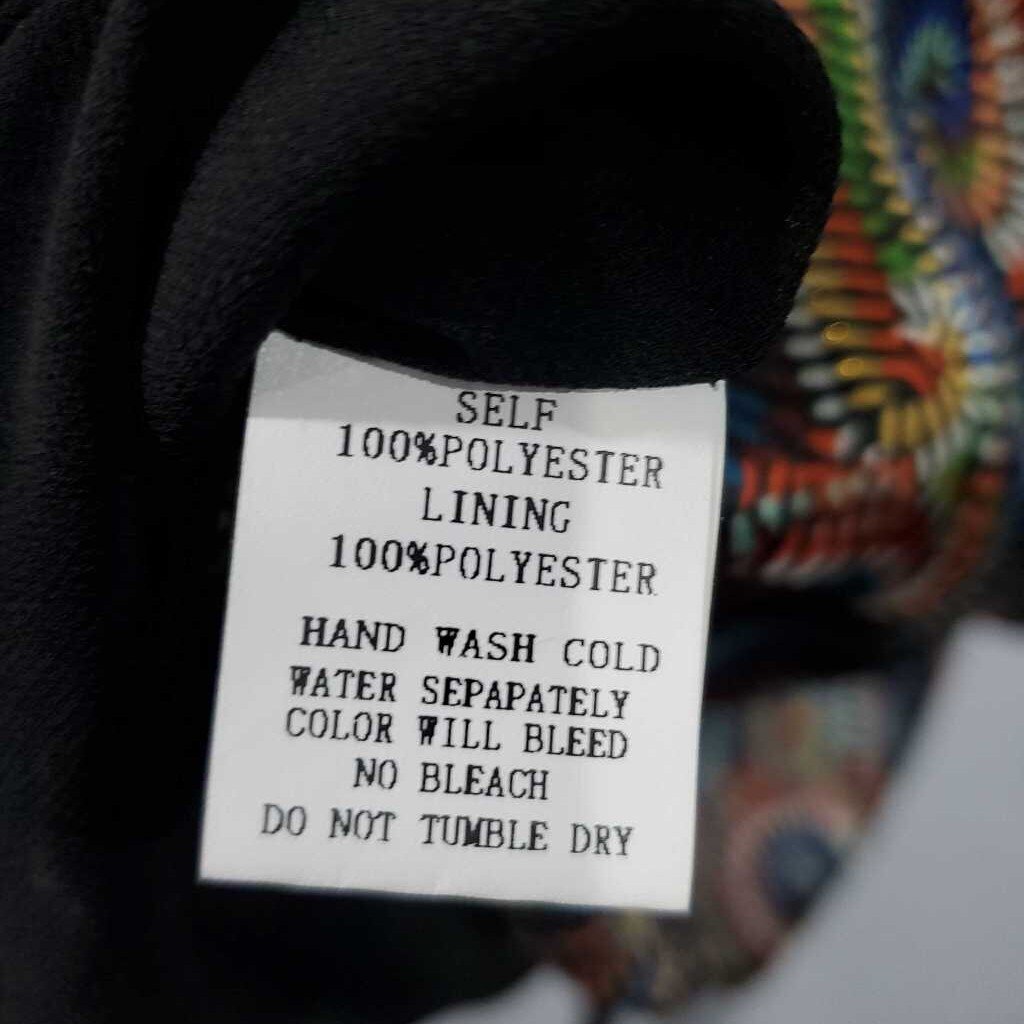 SELF
100%POLYESTER
LINING
100%POLYESTER
HAND WASH COLD
WATER SEPAPATELY
COLOR WILL BLEED
NO BLEACH
DO NOT TUMBLE DRY